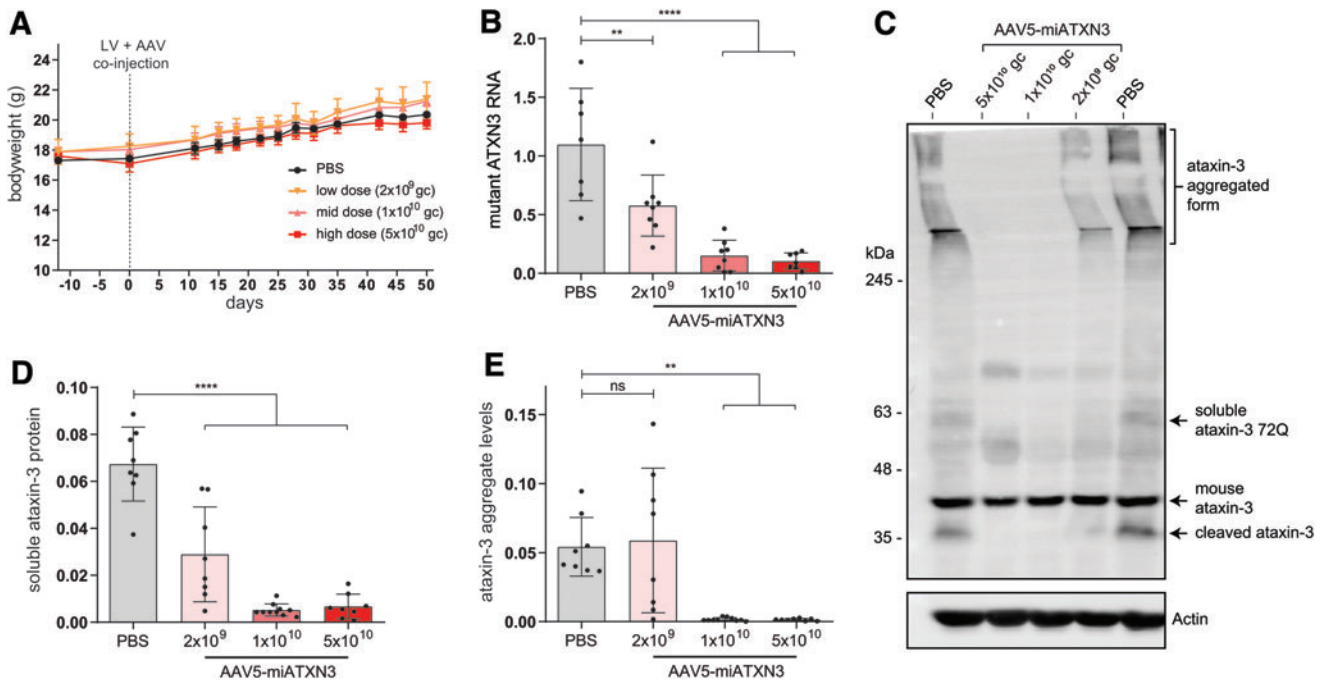 A
LV + AAV
co-injection
bodyweight (g)
24
22
20
18
16
14
12
10
PBS
low dose (2x10⁹ gc)
mid dose (1x10¹⁰ gc)
high dose (5x10¹⁰ gc)
-10 -5 0 5 10 15 20 25 30 35 40 45 50
days
B
****
**
mutant ATXN3 RNA
2.0
1.5
1.0
0.5
0.0
PBS 2x10⁹ 1x10¹⁰ 5x10¹⁰
AAV5-miATXN3
C
AAV5-miATXN3
PBS 5x10¹⁰ gc 1x10¹⁰ gc 2x10⁹ gc PBS
ataxin-3
aggregated
form
kDa
245 -
63 -
soluble
ataxin-3 72Q
48 -
mouse
ataxin-3
35 -
cleaved ataxin-3
Actin
D
****
soluble ataxin-3 protein
0.10
0.08
0.06
0.04
0.02
0.00
PBS 2x10⁹ 1x10¹⁰ 5x10¹⁰
AAV5-miATXN3
E
**
ns
ataxin-3 aggregate levels
0.15
0.10
0.05
0.00
PBS 2x10⁹ 1x10¹⁰ 5x10¹⁰
AAV5-miATXN3